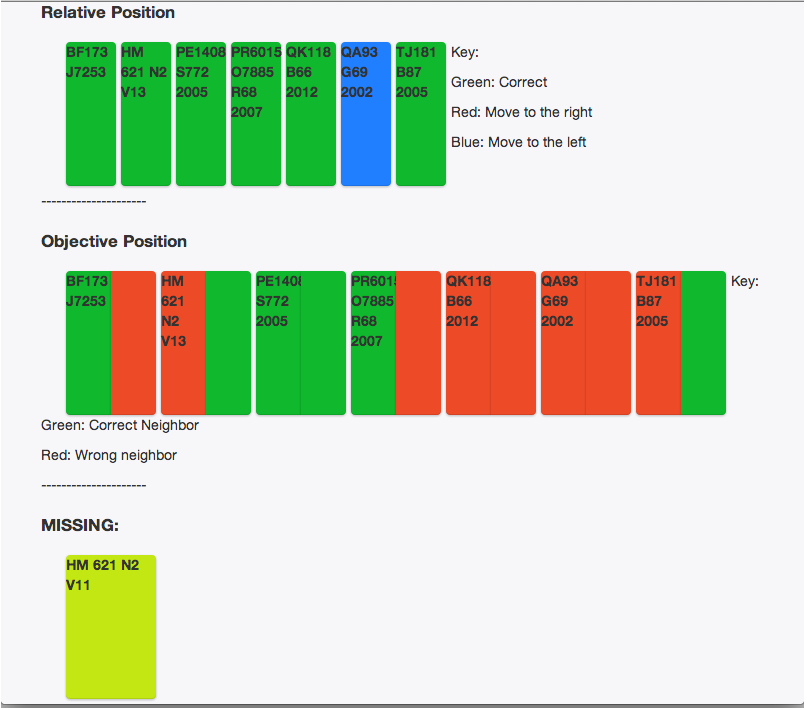 Relative Position
BF173
J7253
HM
621 N2
V13
PE1408
S772
2005
PR6015
O7885
R68
2007
QK118
B66
2012
QA93
G69
2002
TJ181
B87
2005
Key:
Green: Correct
Red: Move to the right
Blue: Move to the left
---------------------
Objective Position
BF173
J7253
HM
621
N2
V13
PE1408
S772
2005
PR6015
O7885
R68
2007
QK118
B66
2012
QA93
G69
2002
TJ181
B87
2005
Key:
Green: Correct Neighbor
Red: Wrong neighbor
---------------------
MISSING:
HM 621 N2
V11